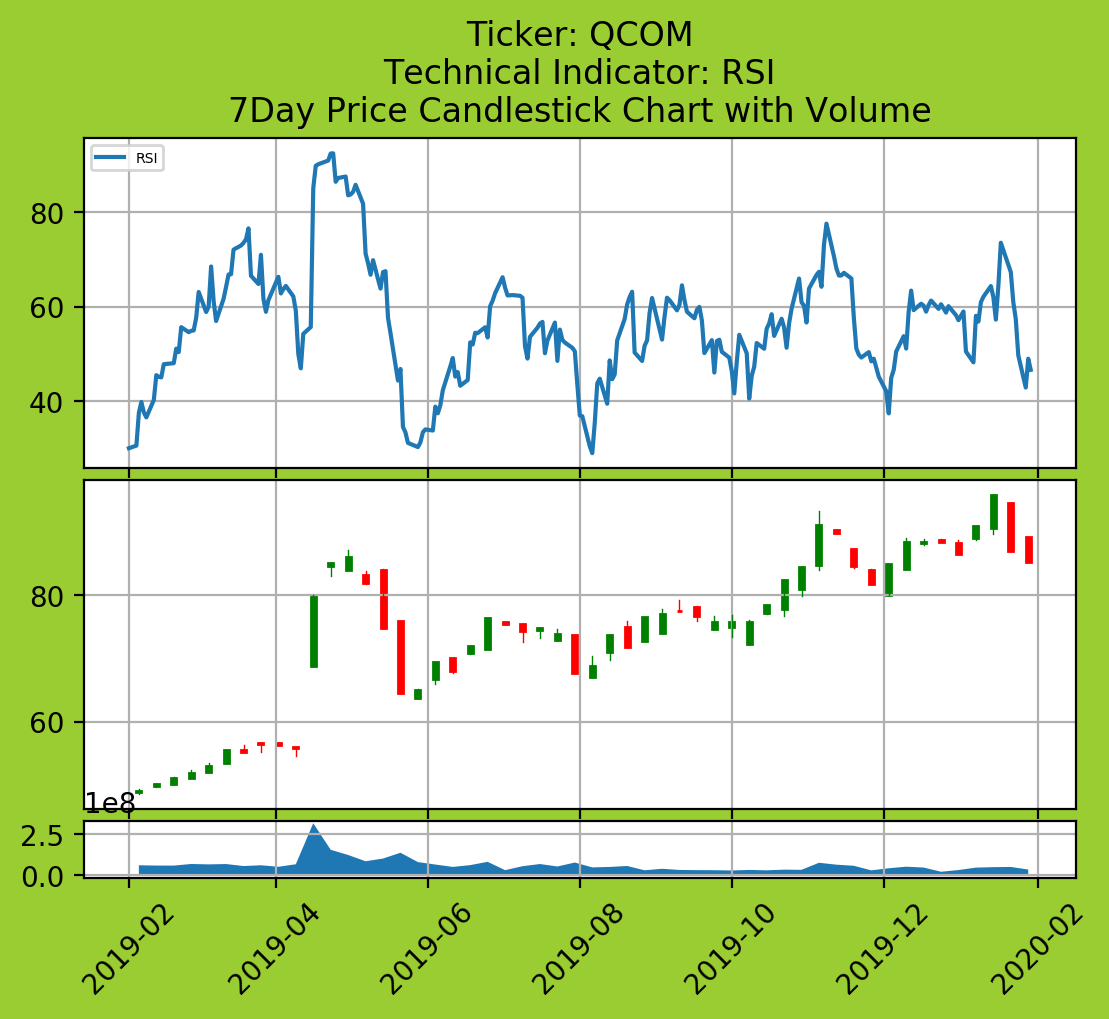 Ticker: QCOM
Technical Indicator: RSI
7Day Price Candlestick Chart with Volume
RSI
80
60
40
80
60
1e8
2.5
0.0
2019-02
2019-04
2019-06
2019-08
2019-10
2019-12
2020-02